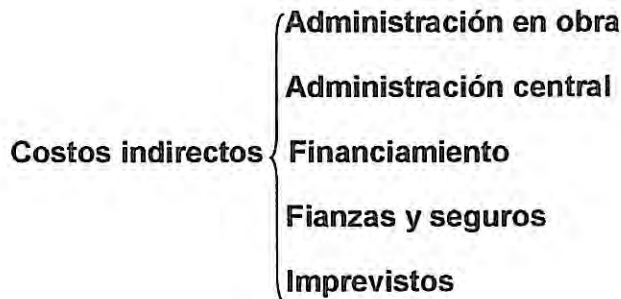 Administración en obra
Administración central
Costos indirectos
Financiamiento
Fianzas y seguros
Imprevistos